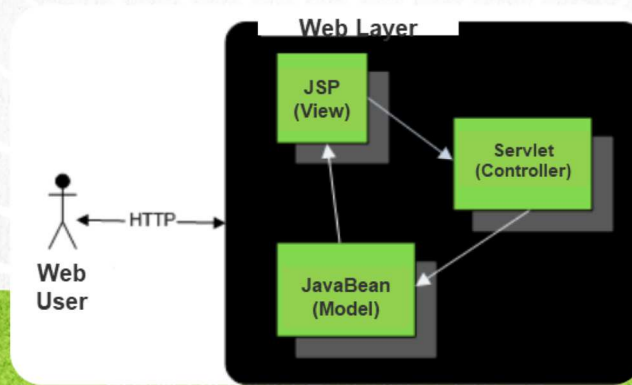 Web Layer
JSP
(View)
Servlet
(Controller)
HTTP
Web
User
JavaBean
(Model)